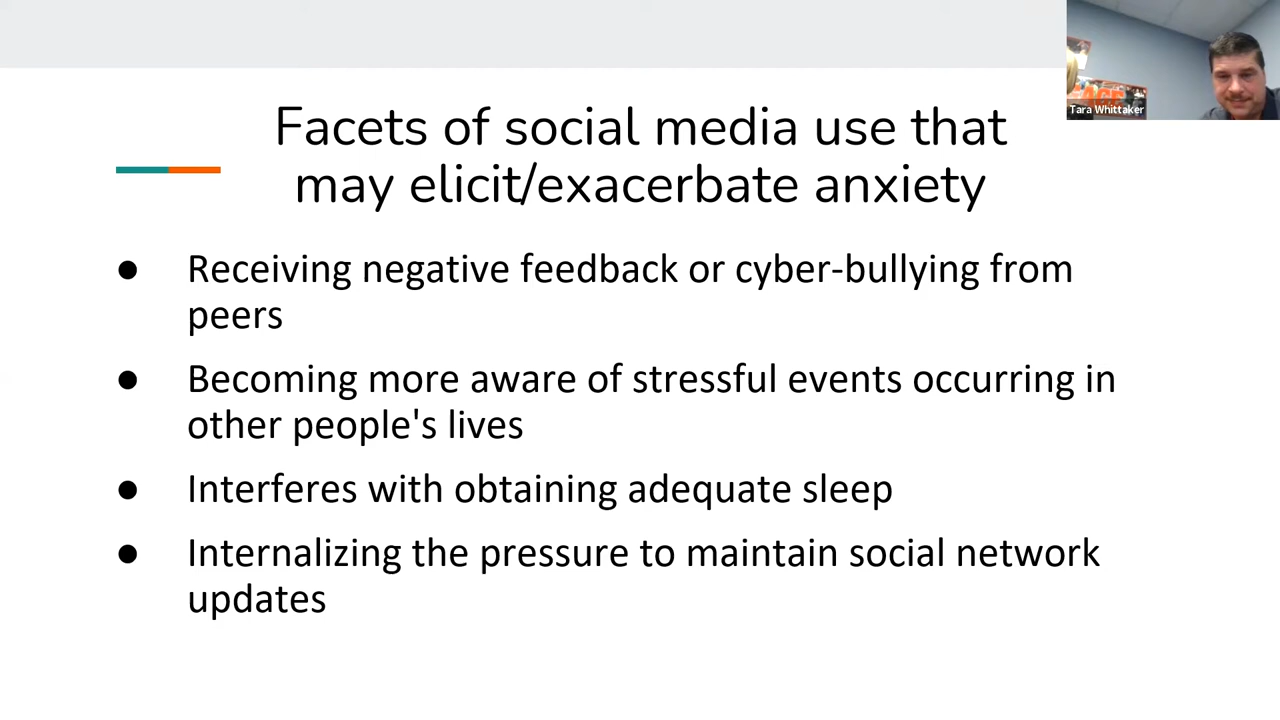 Facets of social media use that
may elicit/exacerbate anxiety
● Receiving negative feedback or cyber-bullying from
peers
● Becoming more aware of stressful events occurring in
other people's lives
● Interferes with obtaining adequate sleep
● Internalizing the pressure to maintain social network
updates
Tara Whittaker